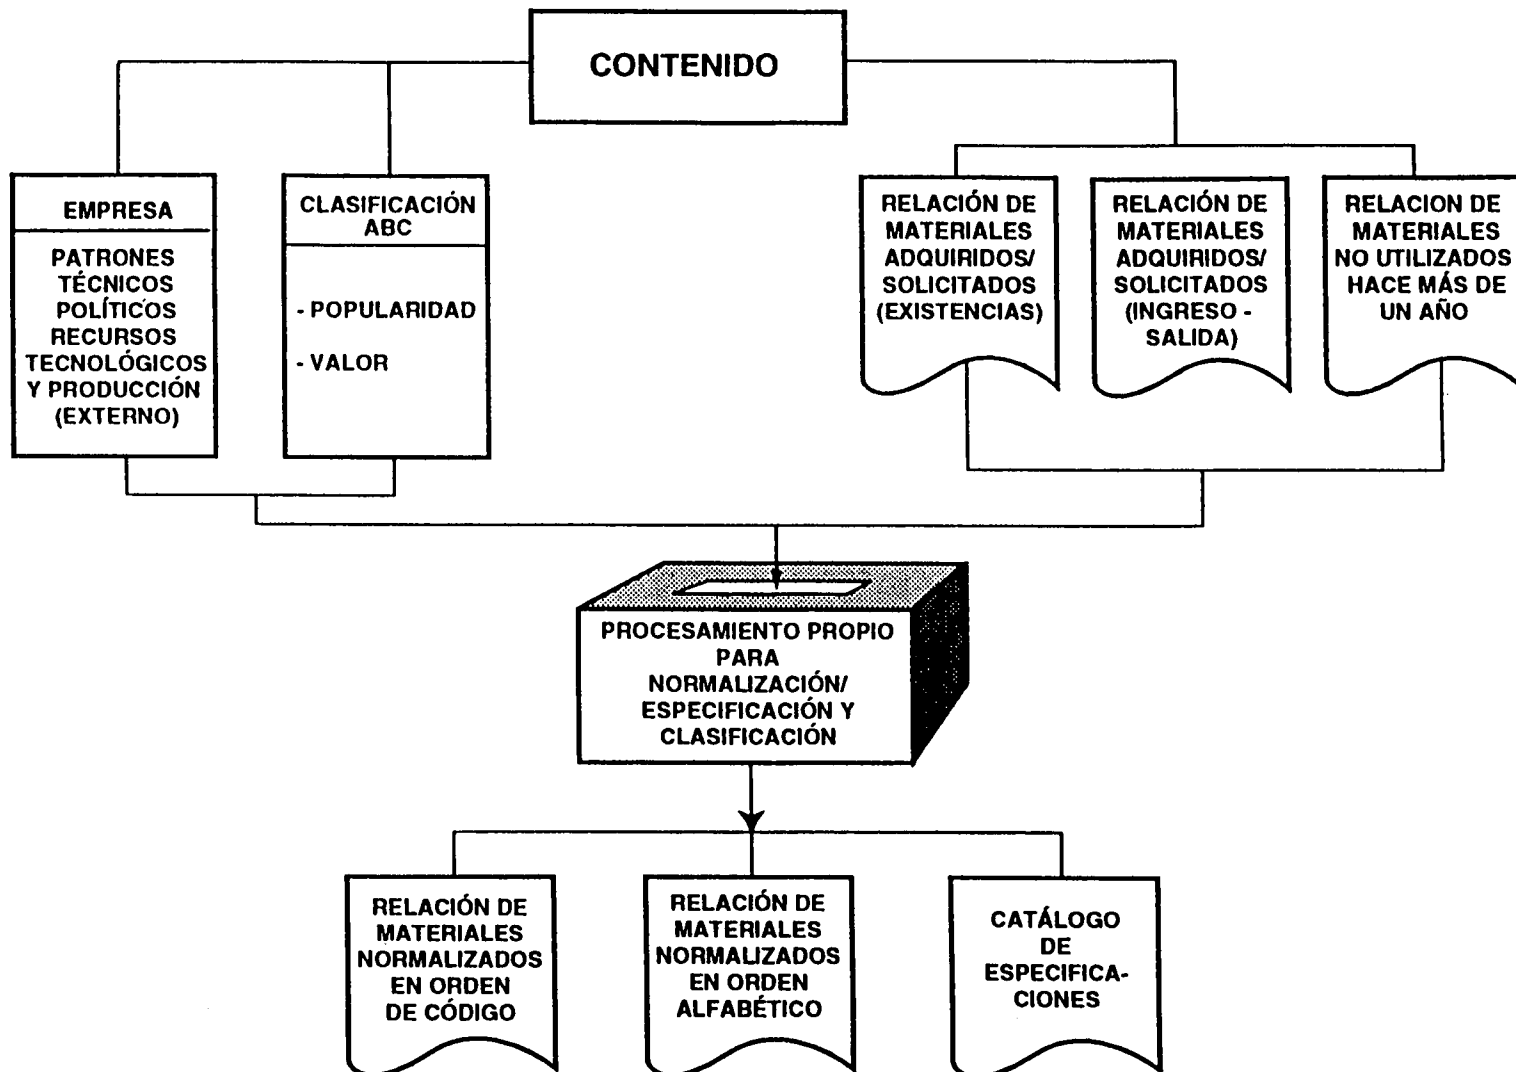 CONTENIDO
EMPRESA
PATRONES
TÉCNICOS
POLÍTICOS
RECURSOS
TECNOLÓGICOS
Y PRODUCCIÓN
(EXTERNO)
CLASIFICACIÓN
ABC
- POPULARIDAD
- VALOR
RELACIÓN DE
MATERIALES
ADQUIRIDOS/
SOLICITADOS
(EXISTENCIAS)
RELACIÓN DE
MATERIALES
ADQUIRIDOS/
SOLICITADOS
(INGRESO -
SALIDA)
RELACION DE
MATERIALES
NO UTILIZADOS
HACE MÁS DE
UN AÑO
PROCESAMIENTO PROPIO
PARA
NORMALIZACIÓN/
ESPECIFICACIÓN Y
CLASIFICACIÓN
RELACIÓN DE
MATERIALES
NORMALIZADOS
EN ORDEN
DE CÓDIGO
RELACIÓN DE
MATERIALES
NORMALIZADOS
EN ORDEN
ALFABÉTICO
CATÁLOGO
DE
ESPECIFICA-
CIONES